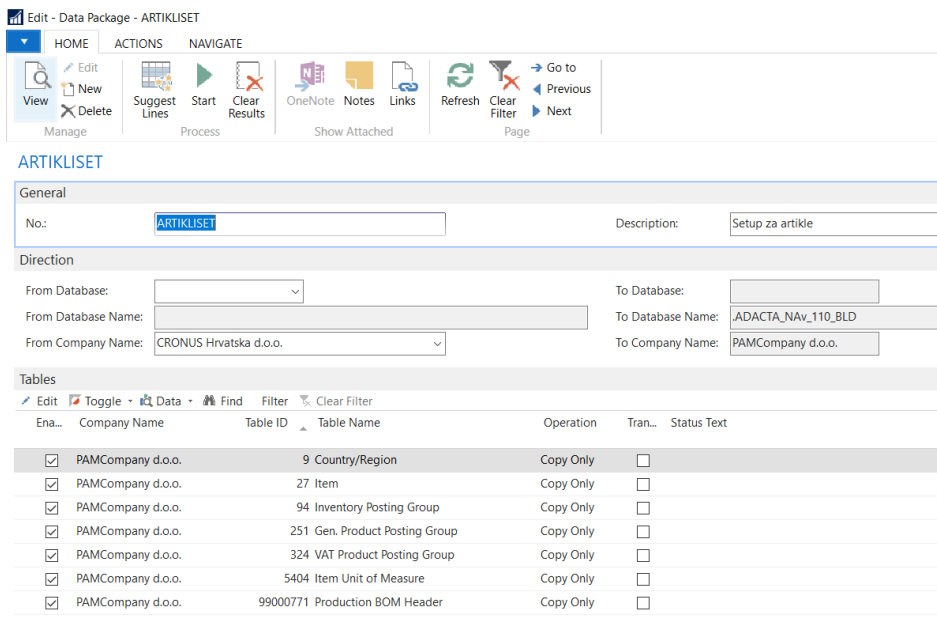 Edit - Data Package - ARTIKLISET
HOME ACTIONS NAVIGATE
View
Edit
New
Delete
Manage
Suggest Lines
Start
Clear Results
Process
OneNote
Notes
Links
Show Attached
Refresh
Clear Filter
Go to
Previous
Next
Page
ARTIKLISET
General
No.: ARTIKLISET Description: Setup za artikle
Direction
From Database: To Database:
From Database Name: To Database Name: .ADACTA_NAv_110_BLD
From Company Name: CRONUS Hrvatska d.o.o. To Company Name: PAMCompany d.o.o.
Tables
Edit Toggle Data Find Filter Clear Filter
Ena... Company Name Table ID Table Name Operation Tran... Status Text
PAMCompany d.o.o. 9 Country/Region Copy Only
PAMCompany d.o.o. 27 Item Copy Only
PAMCompany d.o.o. 94 Inventory Posting Group Copy Only
PAMCompany d.o.o. 251 Gen. Product Posting Group Copy Only
PAMCompany d.o.o. 324 VAT Product Posting Group Copy Only
PAMCompany d.o.o. 5404 Item Unit of Measure Copy Only
PAMCompany d.o.o. 99000771 Production BOM Header Copy Only